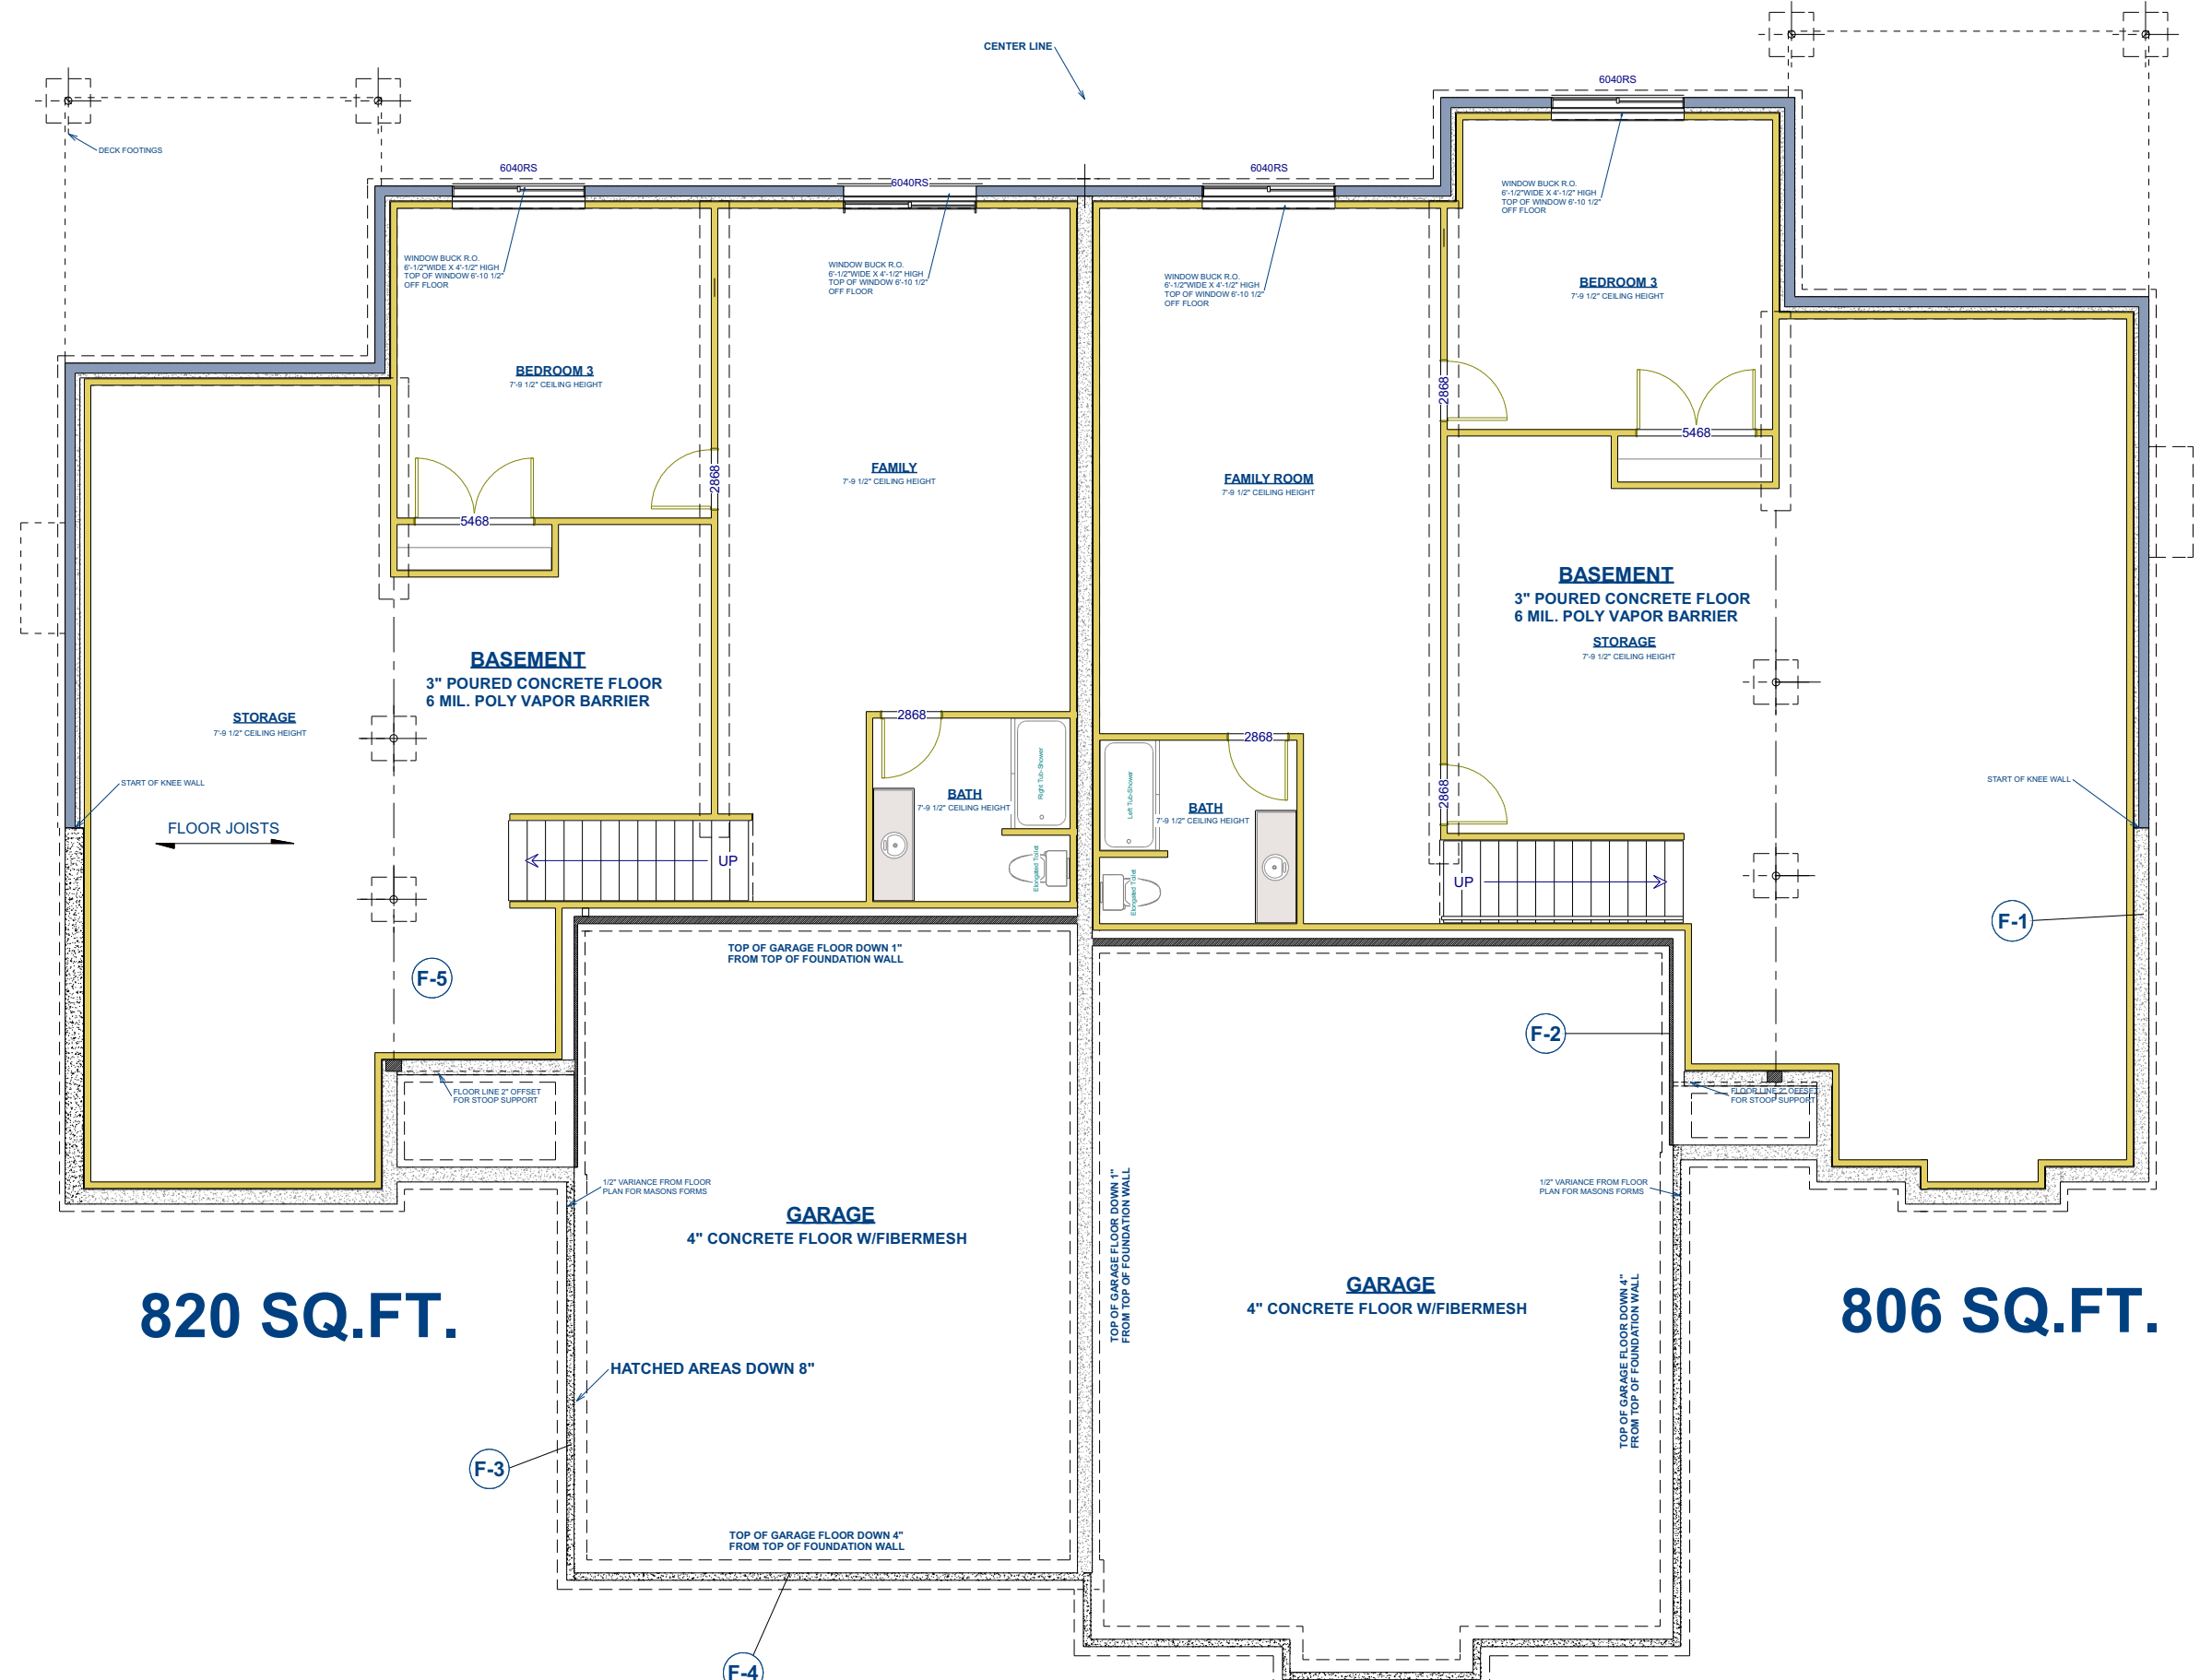 CENTER LINE
6040RS
DECK FOOTINGS
6040RS
6040RS
6040RS
WINDOW BUCK R.O.
6'-1/2"WIDE X 4'-1/2" HIGH
TOP OF WINDOW 6'-10 1/2"
OFF FLOOR
WINDOW BUCK R.O.
6'-1/2"WIDE X 4'-1/2" HIGH
TOP OF WINDOW 6'-10 1/2"
OFF FLOOR
WINDOW BUCK R.O.
6'-1/2"WIDE X 4'-1/2" HIGH
TOP OF WINDOW 6'-10 1/2"
OFF FLOOR
WINDOW BUCK R.O.
6'-1/2"WIDE X 4'-1/2" HIGH
TOP OF WINDOW 6'-10 1/2"
OFF FLOOR
BEDROOM 3
7'-9 1/2" CEILING HEIGHT
BEDROOM 3
7'-9 1/2" CEILING HEIGHT
2868
5468
FAMILY
7'-9 1/2" CEILING HEIGHT
FAMILY ROOM
7'-9 1/2" CEILING HEIGHT
2868
5468
BASEMENT
3" POURED CONCRETE FLOOR
6 MIL. POLY VAPOR BARRIER
STORAGE
7'-9 1/2" CEILING HEIGHT
BASEMENT
3" POURED CONCRETE FLOOR
6 MIL. POLY VAPOR BARRIER
STORAGE
7'-9 1/2" CEILING HEIGHT
2868
2868
START OF KNEE WALL
START OF KNEE WALL
Right Tub-Shower
Left Tub-Shower
BATH
7'-9 1/2" CEILING HEIGHT
BATH
7'-9 1/2" CEILING HEIGHT
2868
FLOOR JOISTS
UP
UP
Elongated Toilet
Elongated Toilet
F-1
TOP OF GARAGE FLOOR DOWN 1"
FROM TOP OF FOUNDATION WALL
F-5
F-2
FLOOR LINE 2" OFFSET
FOR STOOP SUPPORT
FLOOR LINE 2" OFFSET
FOR STOOP SUPPORT
1/2" VARIANCE FROM FLOOR
PLAN FOR MASONS FORMS
1/2" VARIANCE FROM FLOOR
PLAN FOR MASONS FORMS
GARAGE
4" CONCRETE FLOOR W/FIBERMESH
TOP OF GARAGE FLOOR DOWN 1"
FROM TOP OF FOUNDATION WALL
GARAGE
4" CONCRETE FLOOR W/FIBERMESH
TOP OF GARAGE FLOOR DOWN 4"
FROM TOP OF FOUNDATION WALL
820 SQ.FT.
806 SQ.FT.
HATCHED AREAS DOWN 8"
F-3
TOP OF GARAGE FLOOR DOWN 4"
FROM TOP OF FOUNDATION WALL
F-4